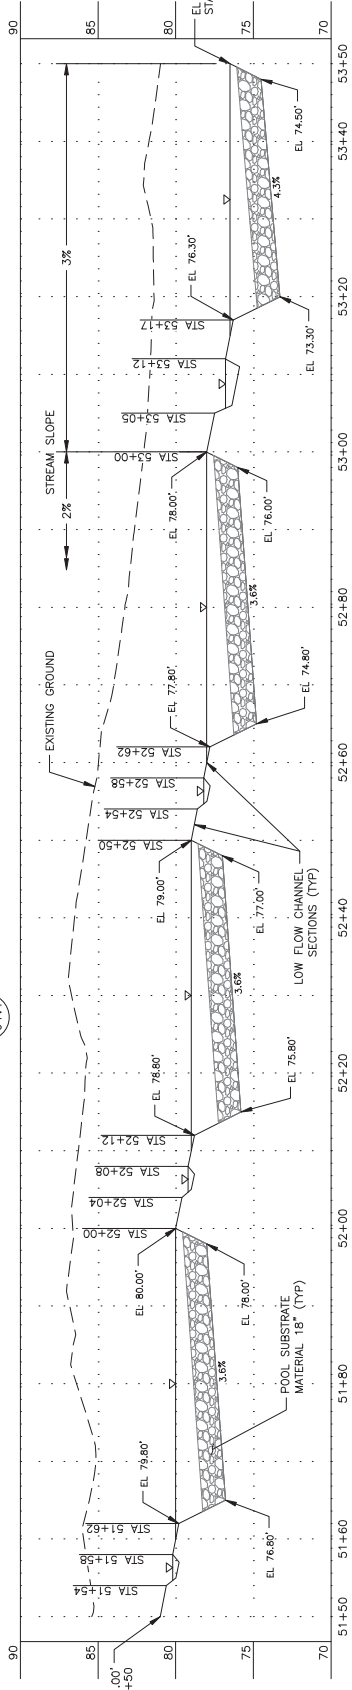 90
85
80
75
70
90
85
80
75
70
.00'
+50
STA 51+54
STA 51+58
STA 51+62
EL 79.80'
EL 76.80'
3.6%
POOL SUBSTRATE
MATERIAL 18" (TYP)
EL 80.00'
EL 78.00'
STA 52+00
STA 52+04
STA 52+08
STA 52+12
EL 78.80'
EL 75.80'
3.6%
EL 79.00'
EL 77.00'
STA 52+50
STA 52+54
STA 52+58
STA 52+62
LOW FLOW CHANNEL
SECTIONS (TYP)
EXISTING GROUND
EL 77.80'
EL 74.80'
3.6%
EL 78.00'
EL 76.00'
STREAM SLOPE
2%
3%
STA 53+00
STA 53+05
STA 53+12
STA 53+17
EL 76.30'
EL 73.30'
4.3%
EL 74.50'
EL
STA
51+50
51+60
51+80
52+00
52+20
52+40
52+60
52+80
53+00
53+20
53+40
53+50